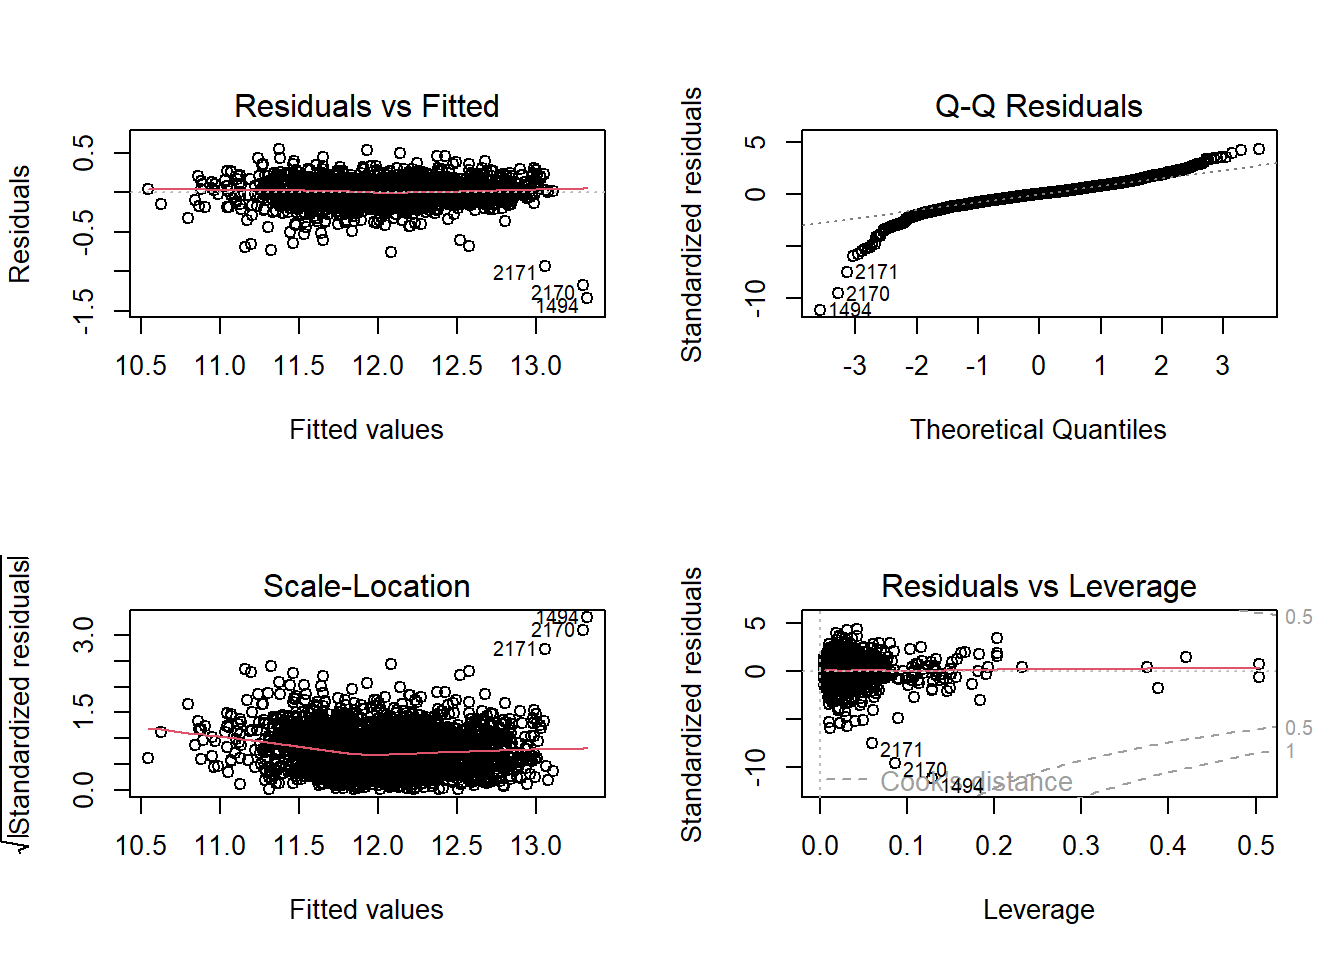 Residuals vs Fitted
Residuals
0.5
-0.5
-1.5
2171
2170
1494
10.5 11.0 11.5 12.0 12.5 13.0
Fitted values
Q-Q Residuals
Standardized residuals
5
0
-10
2171
2170
1494
-3 -2 -1 0 1 2 3
Theoretical Quantiles
Scale-Location
√|Standardized residuals|
3.0
1.5
0.0
1494
2170
2171
10.5 11.0 11.5 12.0 12.5 13.0
Fitted values
Residuals vs Leverage
Standardized residuals
5
0
-10
0.5
0.5
1
2171
2170
1494
Cook's distance
0.0 0.1 0.2 0.3 0.4 0.5
Leverage